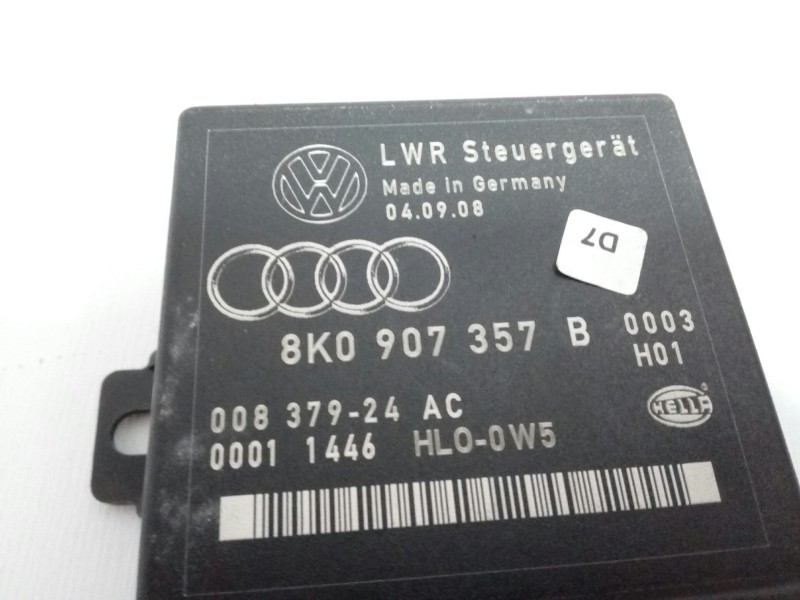 LWR Steuergerät
Made in Germany
04.09.08
D7
8K0 907 357 B 0003
H01
008 379-24 AC
0001 1446 HLO-0W5
HELLA